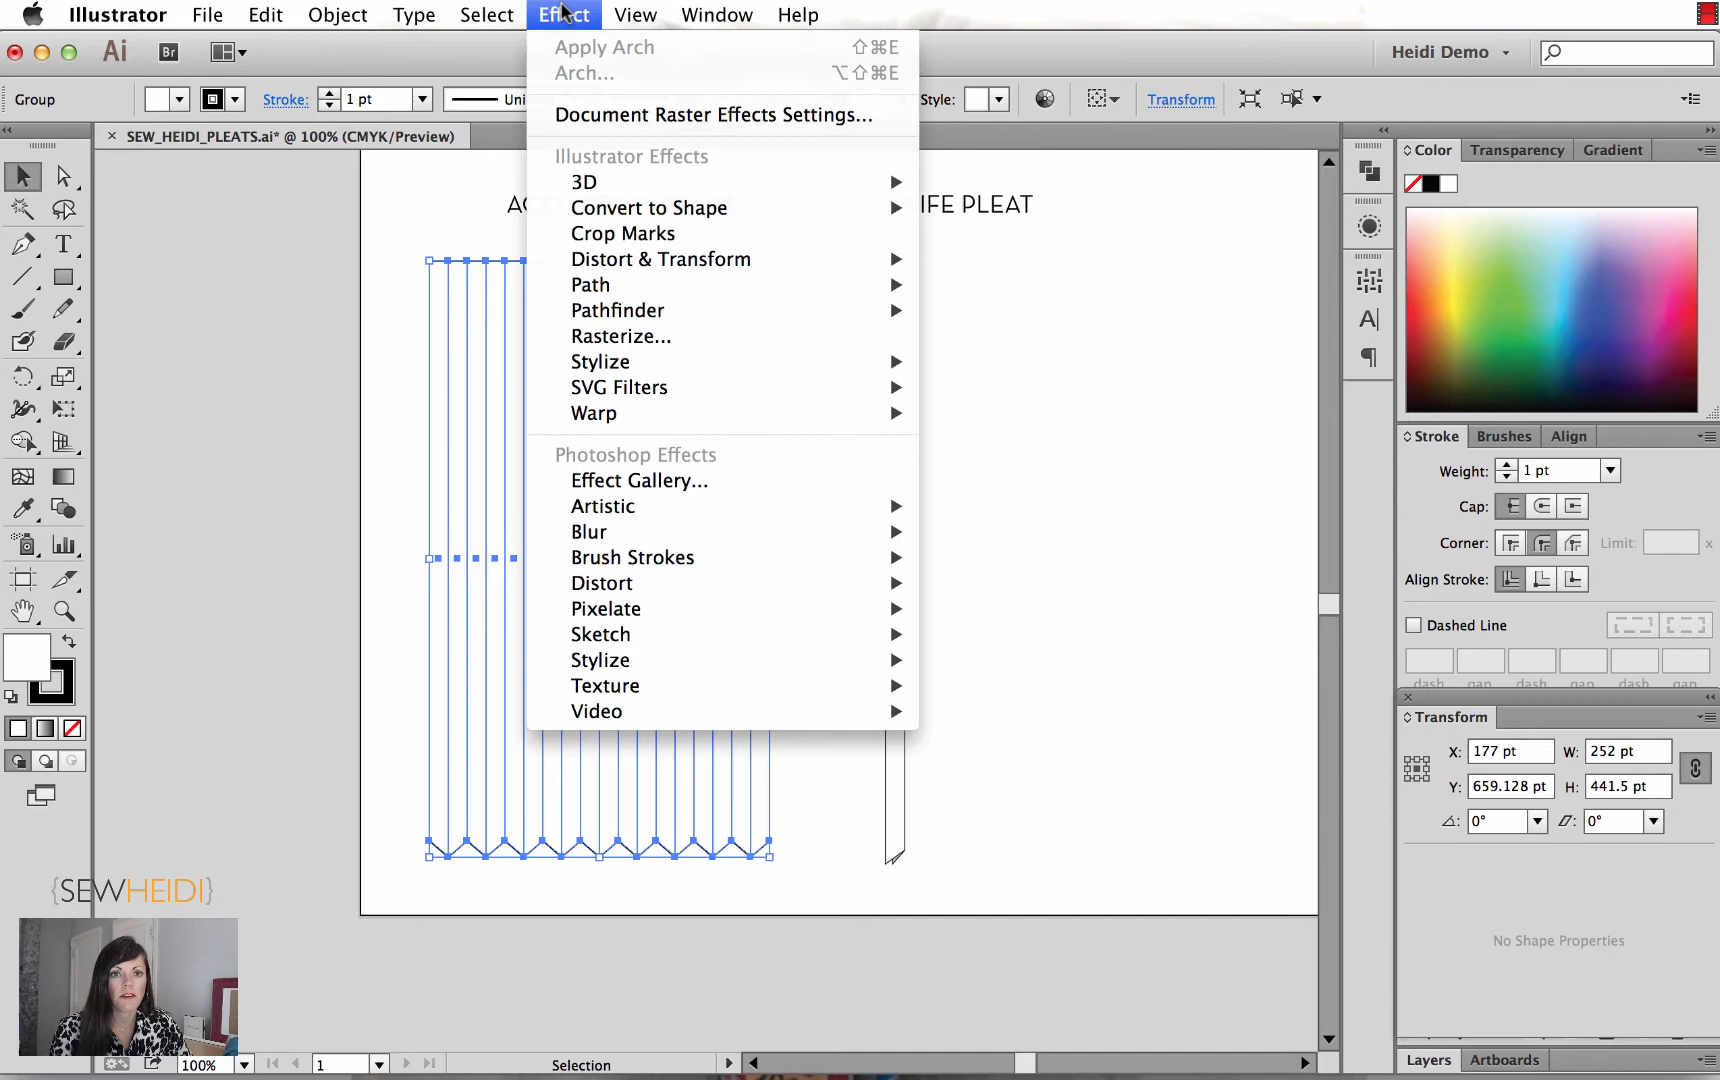 Illustrator File Edit Object Type Select Effect View Window Help
Ai Br Heidi Demo
Group Stroke: 1 pt Uni Style: Transform
× SEW_HEIDI_PLEATS.ai* @ 100% (CMYK/Preview)
Apply Arch ⇧⌘E
Arch... ⌥⇧⌘E
Document Raster Effects Settings...
Illustrator Effects
3D
Convert to Shape
Crop Marks
Distort & Transform
Path
Pathfinder
Rasterize...
Stylize
SVG Filters
Warp
Photoshop Effects
Effect Gallery...
Artistic
Blur
Brush Strokes
Distort
Pixelate
Sketch
Stylize
Texture
Video
IFE PLEAT
Color Transparency Gradient
Stroke Brushes Align
Weight: 1 pt
Cap:
Corner: Limit: x
Align Stroke:
Dashed Line
dash gap dash gap dash gap
Transform
X: 177 pt W: 252 pt
Y: 659.128 pt H: 441.5 pt
0° 0°
No Shape Properties
Layers Artboards
{SEWHEIDI}
100% 1 Selection